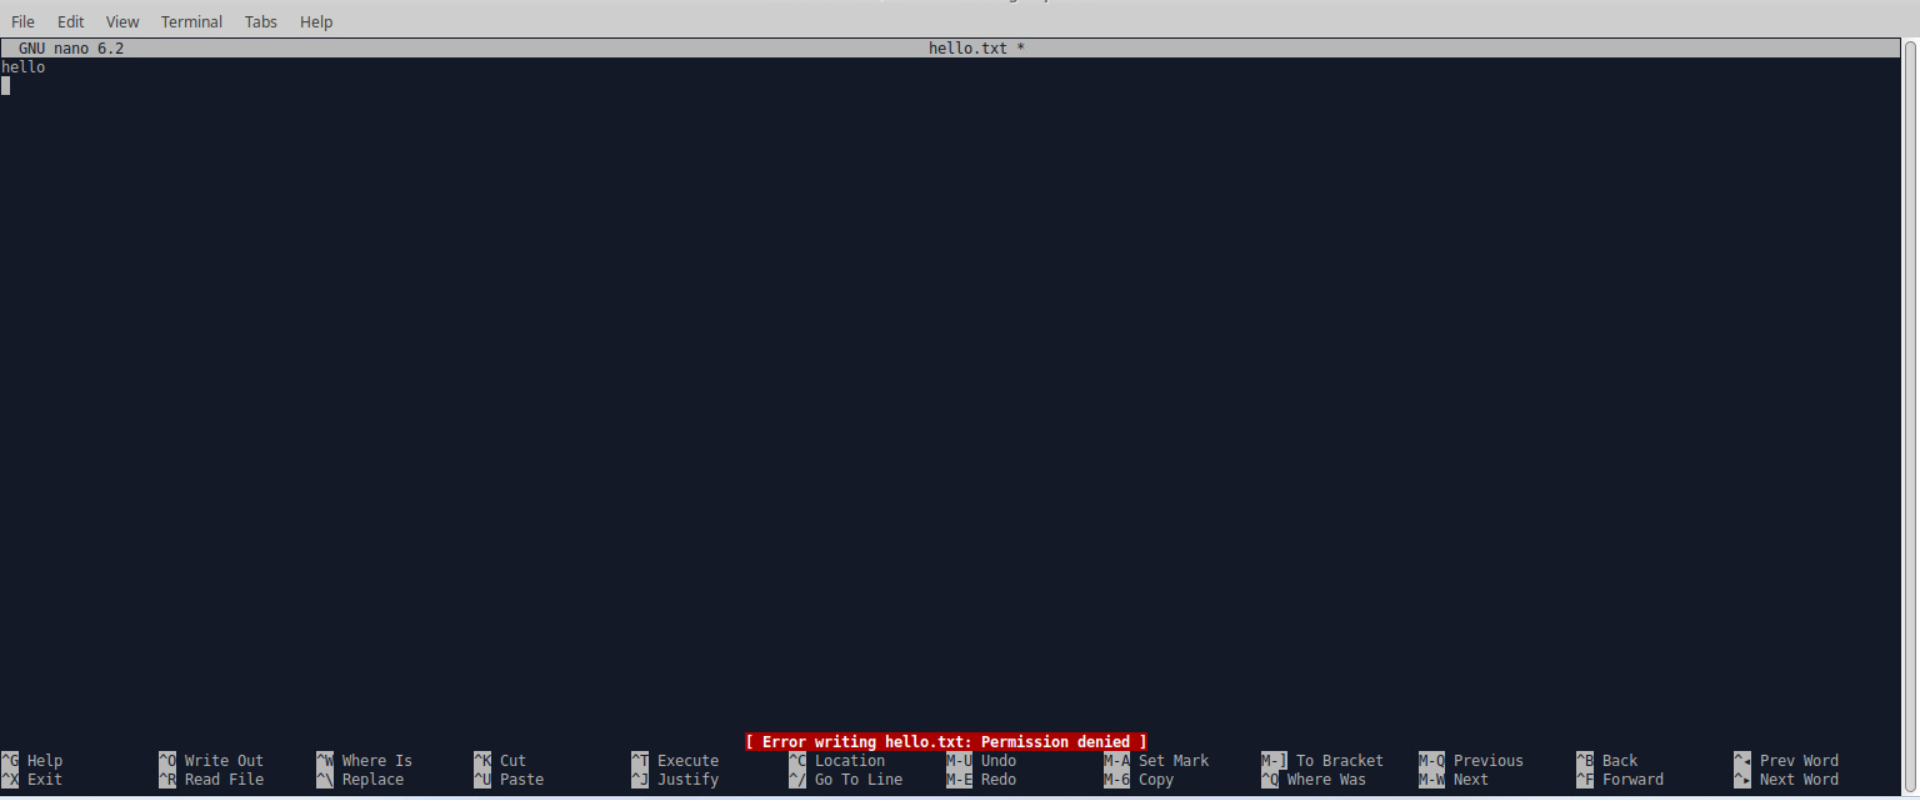 File Edit View Terminal Tabs Help
GNU nano 6.2 hello.txt *
hello
[ Error writing hello.txt: Permission denied ]
^G Help ^O Write Out ^W Where Is ^K Cut ^T Execute ^C Location M-U Undo M-A Set Mark M-] To Bracket M-Q Previous ^B Back ^◂ Prev Word
^X Exit ^R Read File ^\ Replace ^U Paste ^J Justify ^/ Go To Line M-E Redo M-6 Copy ^Q Where Was M-W Next ^F Forward ^▸ Next Word